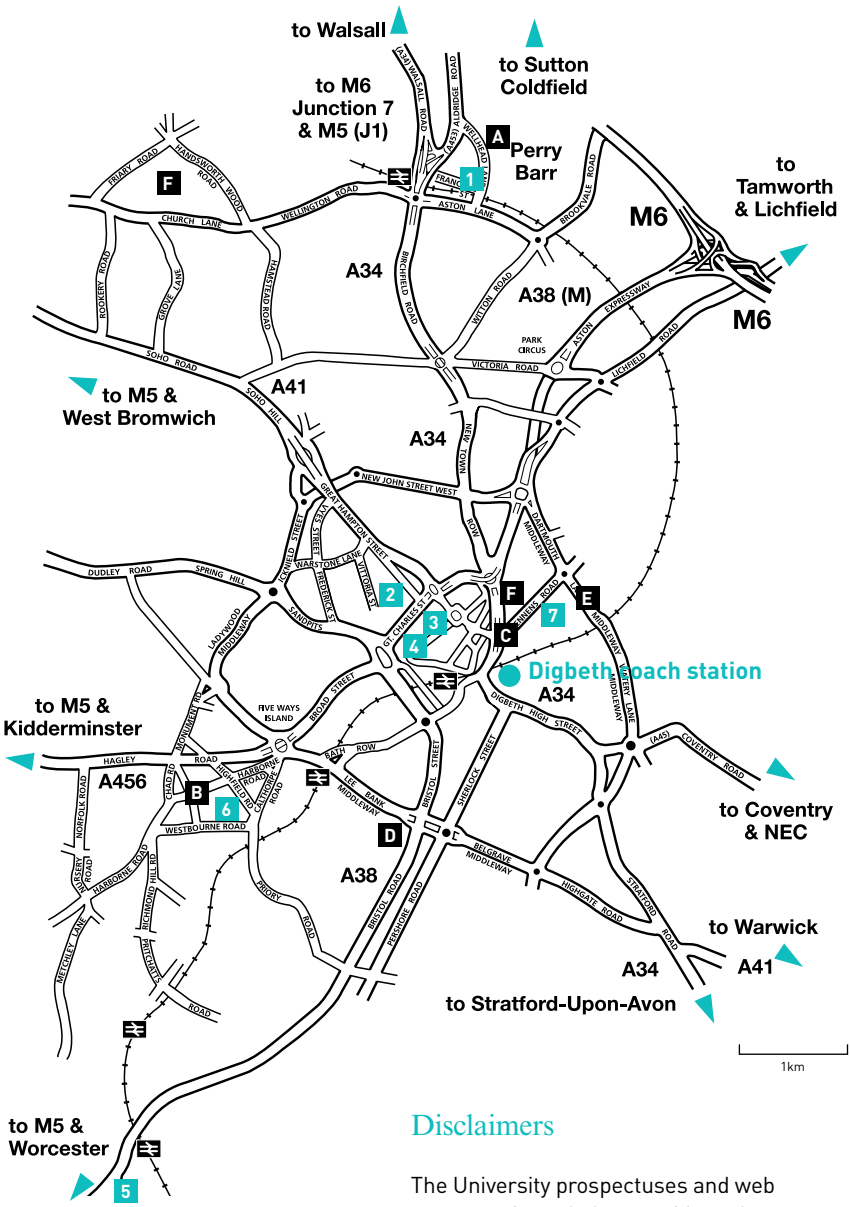 to Walsall
to Sutton
Coldfield
to M6
Junction 7
& M5 (J1)
(A34) WALSALL ROAD
(A453) ALDRIDGE ROAD
WELLHEAD LANE
A
Perry
Barr
1
ASTON LANE
BROOKVALE ROAD
to
Tamworth
& Lichfield
M6
M6
FRIARY ROAD
HANDSWORTH WOOD
ROAD
F
CHURCH LANE
WELLINGTON ROAD
ROOKERY ROAD
GROVE LANE
HAMSTEAD ROAD
A34
BIRCHFIELD ROAD
WITTON ROAD
A38 (M)
ASTON EXPRESSWAY
PARK
CIRCUS
LICHFIELD ROAD
VICTORIA ROAD
SOHO ROAD
to M5 &
West Bromwich
A41
SOHO HILL
A34
NEW TOWN
ROW
NEW JOHN STREET WEST
GREAT HAMPTON STREET
ICKNIELD STREET
VYES STREET
WARSTONE LANE
FREDERICK ST
VITTORIA ST
DARTMOUTH
MIDDLEWAY
DUDLEY ROAD
SPRING HILL
LADYWOOD
MIDDLEWAY
SANDPITS
2
GT. CHARLES ST
3
4
F
C
7
E
MIDDLEWAY
WATERY LANE
MIDDLEWAY
Digbeth coach station
A34
DIGBETH HIGH STREET
to M5 &
Kidderminster
MONUMENT RD
FIVE WAYS
ISLAND
BROAD STREET
BATH ROW
HAGLEY ROAD
A456
CHAD RD
HIGHFIELD RD
HARBORNE
ROAD
CALTHORPE
ROAD
B
6
WESTBOURNE ROAD
NORFOLK ROAD
NURSERY
ROAD
HARBORNE ROAD
RICHMOND HILL RD
METCHLEY LANE
PRITCHATTS
ROAD
PRIORY ROAD
LEE BANK
MIDDLEWAY
BRISTOL STREET
SHERLOCK STREET
D
A38
BRISTOL ROAD
PERSHORE ROAD
BELGRAVE
MIDDLEWAY
HIGHGATE ROAD
STRATFORD
ROAD
(A45)
COVENTRY ROAD
to Coventry
& NEC
to Warwick
A41
A34
to Stratford-Upon-Avon
1km
to M5 &
Worcester
5
Disclaimers
The University prospectuses and web